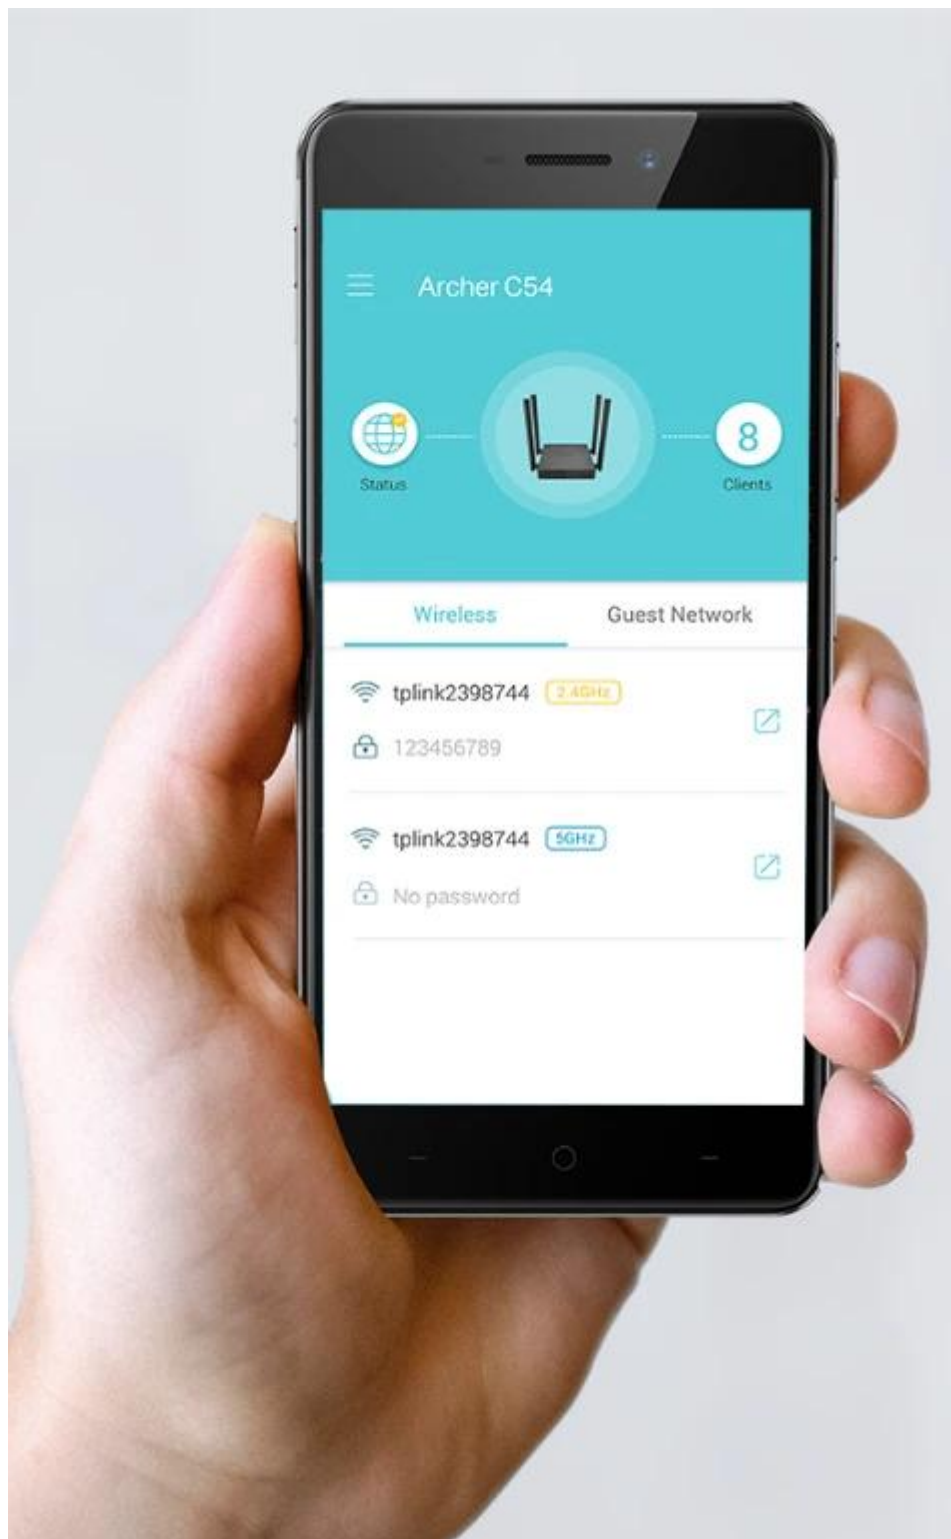 Archer C54
8
Status
Clients
Wireless
Guest Network
tplink2398744 2.4GHz
123456789
tplink2398744 5GHz
No password